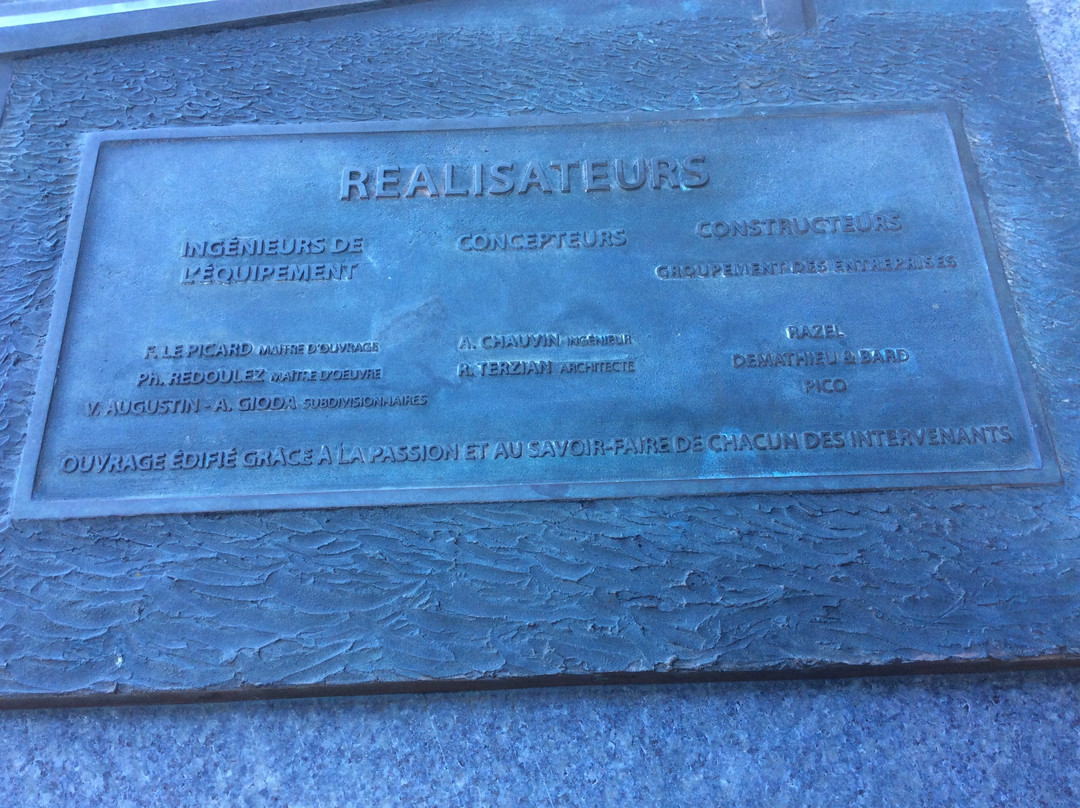 REALISATEURS
INGÉNIEURS DE
L'ÉQUIPEMENT
F. LE PICARD MAITRE D'OUVRAGE
PH. REDOULEZ MAITRE D'OEUVRE
V. AUGUSTIN - A. GIODA SUBDIVISIONNAIRES
CONCEPTEURS
A. CHAUVIN INGÉNIEUR
R. TERZIAN ARCHITECTE
CONSTRUCTEURS
GROUPEMENT DES ENTREPRISES
RAZEL
DEMATHIEU & BARD
PICO
OUVRAGE ÉDIFIÉ GRÂCE À LA PASSION ET AU SAVOIR-FAIRE DE CHACUN DES INTERVENANTS